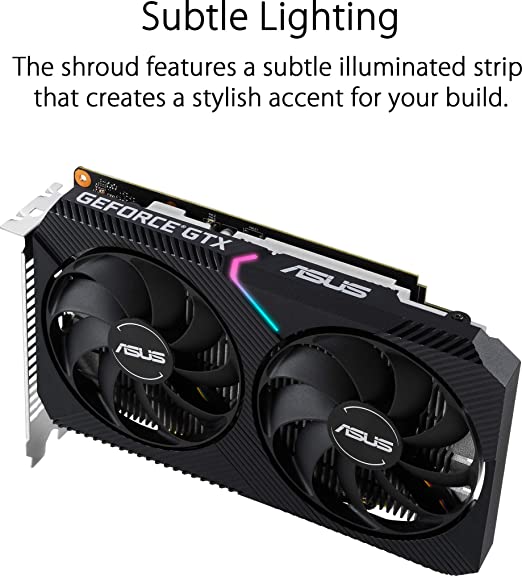 Subtle Lighting
The shroud features a subtle illuminated strip
that creates a stylish accent for your build.
GEFORCE GTX
ASUS
ASUS
ASUS